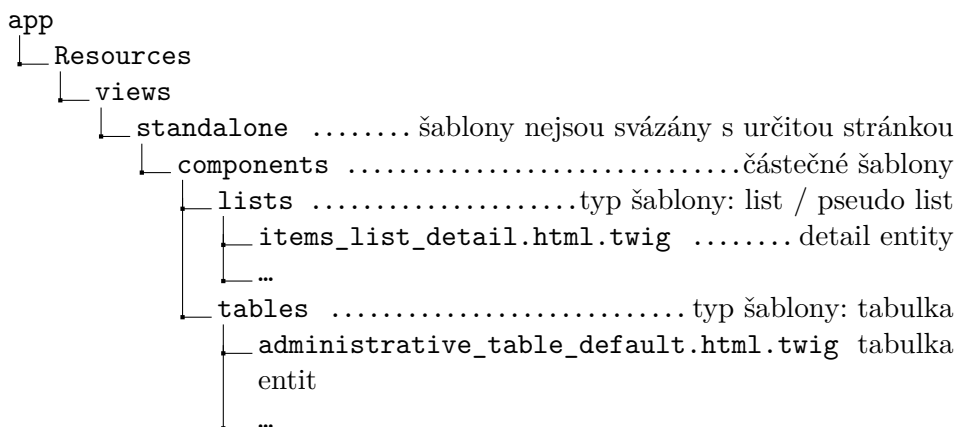 app
Resources
views
standalone ........ šablony nejsou svázány s určitou stránkou
components ...............................částečné šablony
lists .....................typ šablony: list / pseudo list
items_list_detail.html.twig ........ detail entity
…
tables ............................ typ šablony: tabulka
administrative_table_default.html.twig tabulka
entit
…